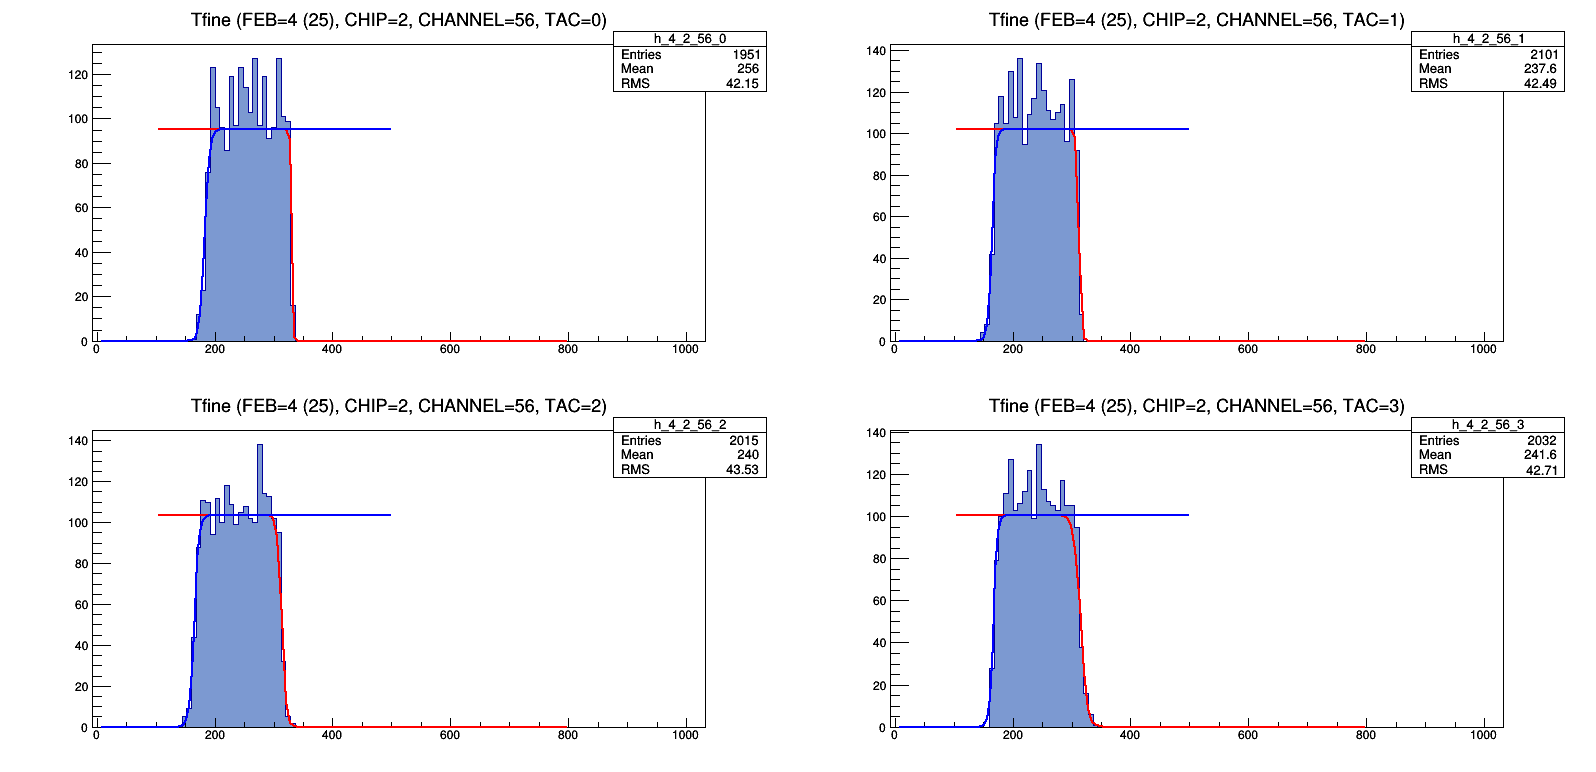 Tfine (FEB=4 (25), CHIP=2, CHANNEL=56, TAC=0)
h_4_2_56_0
Entries 1951
Mean 256
RMS 42.15
120
100
80
60
40
20
0
0 200 400 600 800 1000
Tfine (FEB=4 (25), CHIP=2, CHANNEL=56, TAC=1)
h_4_2_56_1
Entries 2101
Mean 237.6
RMS 42.49
140
120
100
80
60
40
20
0
0 200 400 600 800 1000
Tfine (FEB=4 (25), CHIP=2, CHANNEL=56, TAC=2)
h_4_2_56_2
Entries 2015
Mean 240
RMS 43.53
140
120
100
80
60
40
20
0
0 200 400 600 800 1000
Tfine (FEB=4 (25), CHIP=2, CHANNEL=56, TAC=3)
h_4_2_56_3
Entries 2032
Mean 241.6
RMS 42.71
140
120
100
80
60
40
20
0
0 200 400 600 800 1000